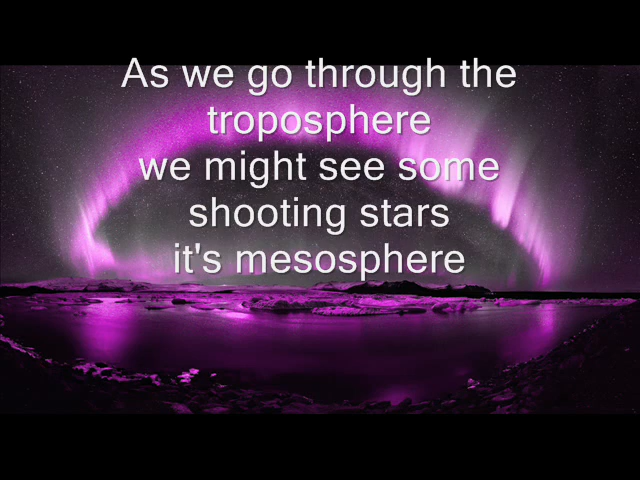 As we go through the
troposphere
we might see some
shooting stars
it's mesosphere